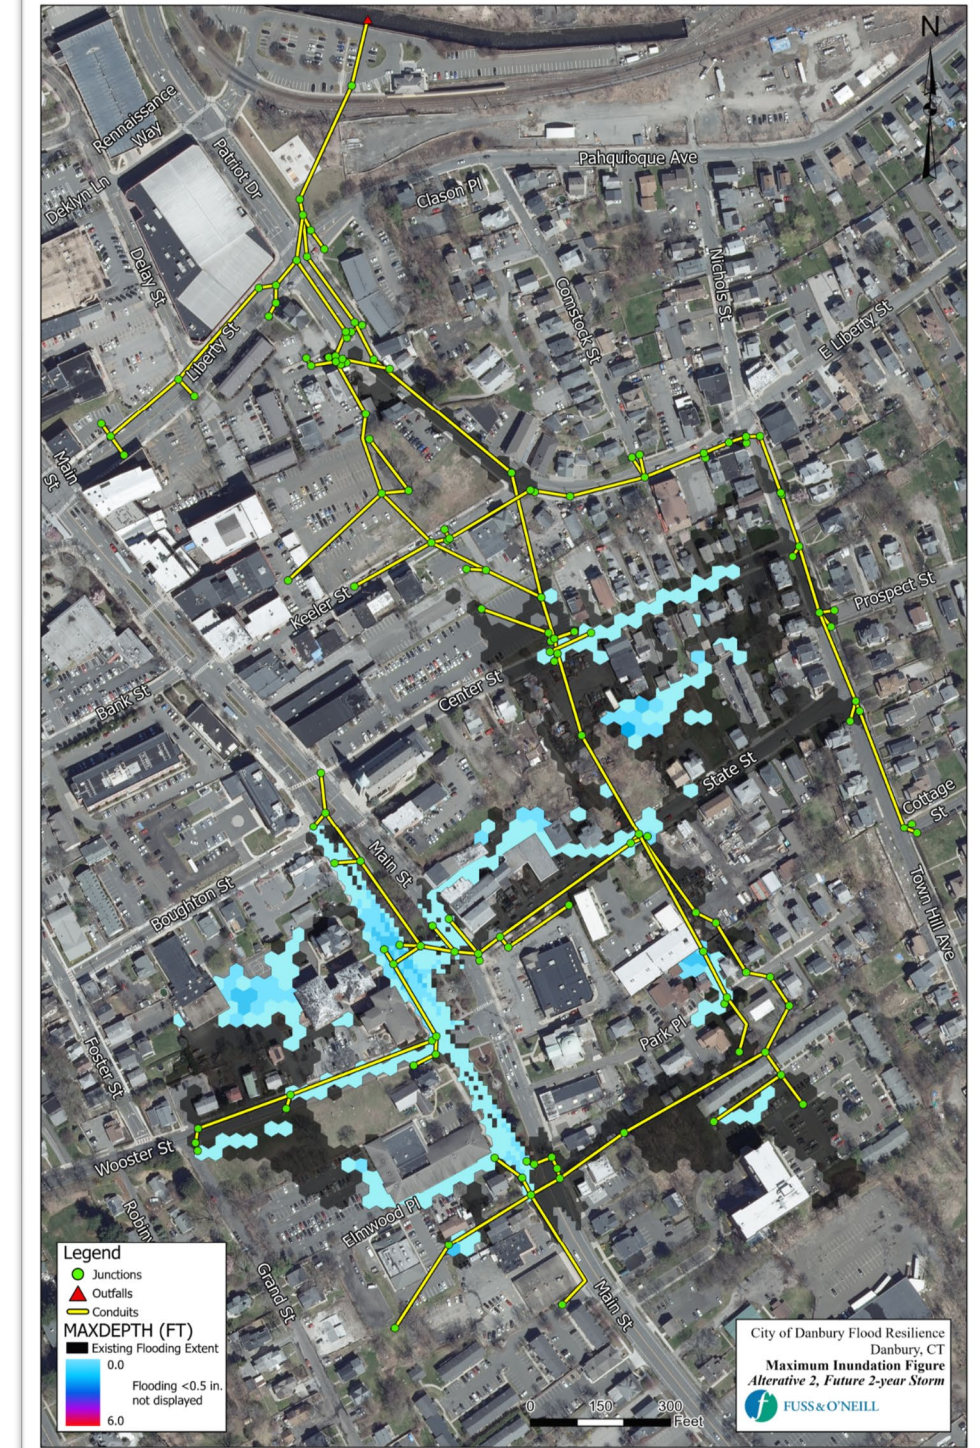 N
Rennaissance
Way
Patriot Dr
Pahquioque Ave
Deklyn Ln
Clason Pl
Delay St
Comstock St
Nichols St
E Liberty St
Liberty St
Main
St
Keeler St
Prospect St
Bank St
Center St
State St
Cottage
St
Main St
Boughton St
Town Hill Ave
Foster St
Park Pl
Wooster St
Elmwood Pl
Robinv
Grand St
Main St
Legend
Junctions
Outfalls
Conduits
MAXDEPTH (FT)
Existing Flooding Extent
0.0
Flooding <0.5 in.
not displayed
6.0
0 150 300
Feet
City of Danbury Flood Resilience
Danbury, CT
Maximum Inundation Figure
Alterative 2, Future 2-year Storm
FUSS & O'NEILL